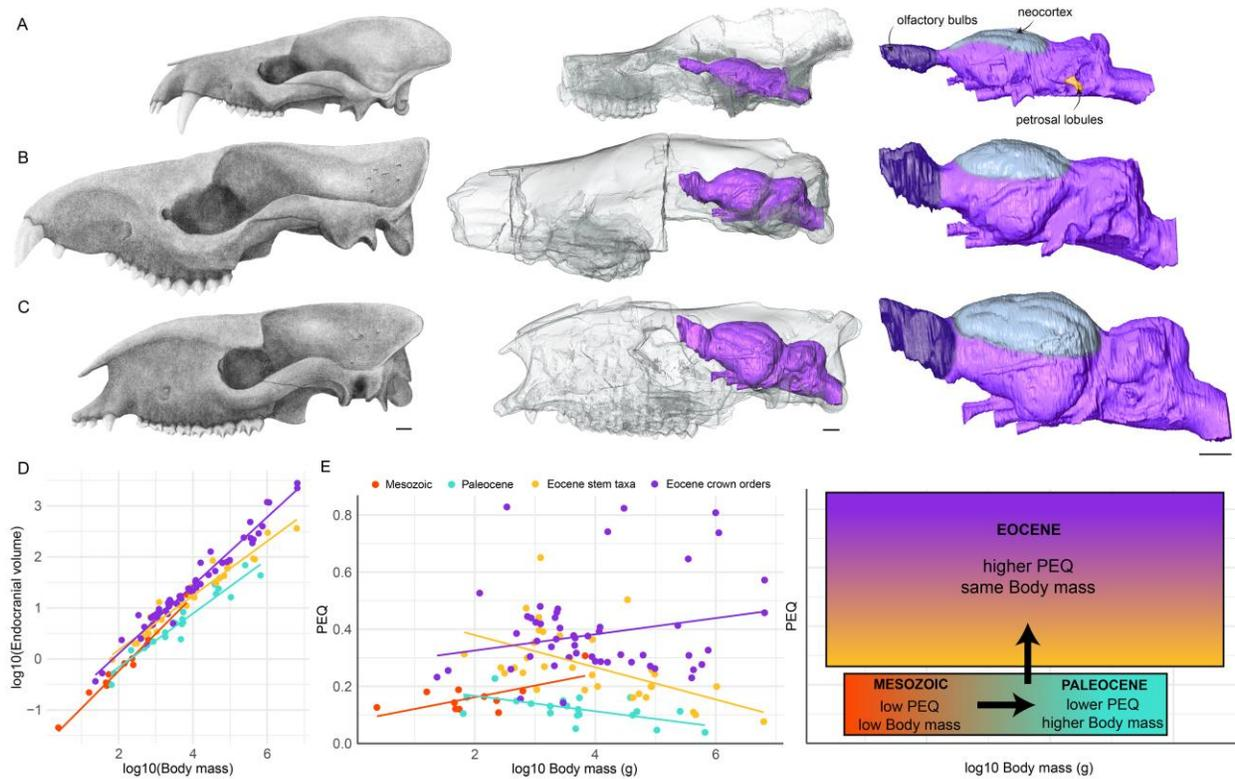 A
olfactory bulbs
neocortex
petrosal lobules
B
C
D
log10(Endocranial volume)
3
2
1
0
−1
2
4
6
log10(Body mass)
E
Mesozoic
Paleocene
Eocene stem taxa
Eocene crown orders
PEQ
0.8
0.6
0.4
0.2
0.0
2
4
6
log10 Body mass (g)
PEQ
EOCENE
higher PEQ
same Body mass
MESOZOIC
low PEQ
low Body mass
PALEOCENE
lower PEQ
higher Body mass
log10 Body mass (g)